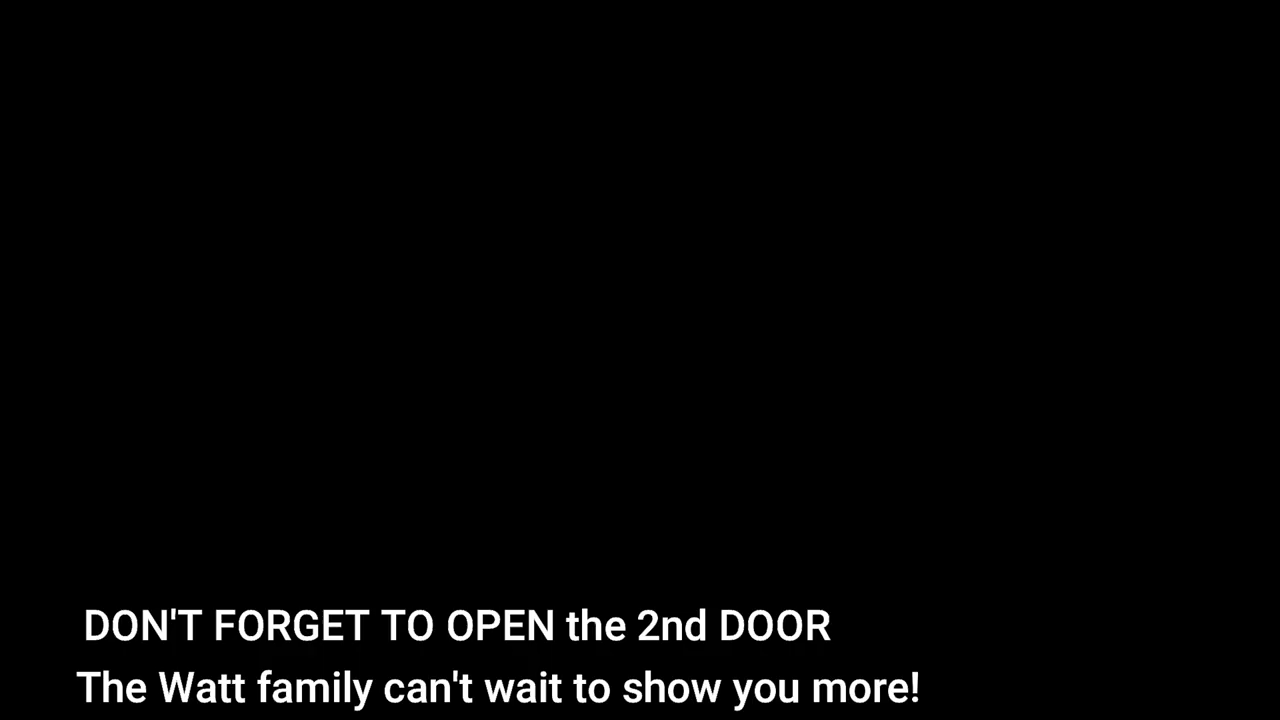 DON'T FORGET TO OPEN the 2nd DOOR
The Watt family can't wait to show you more!